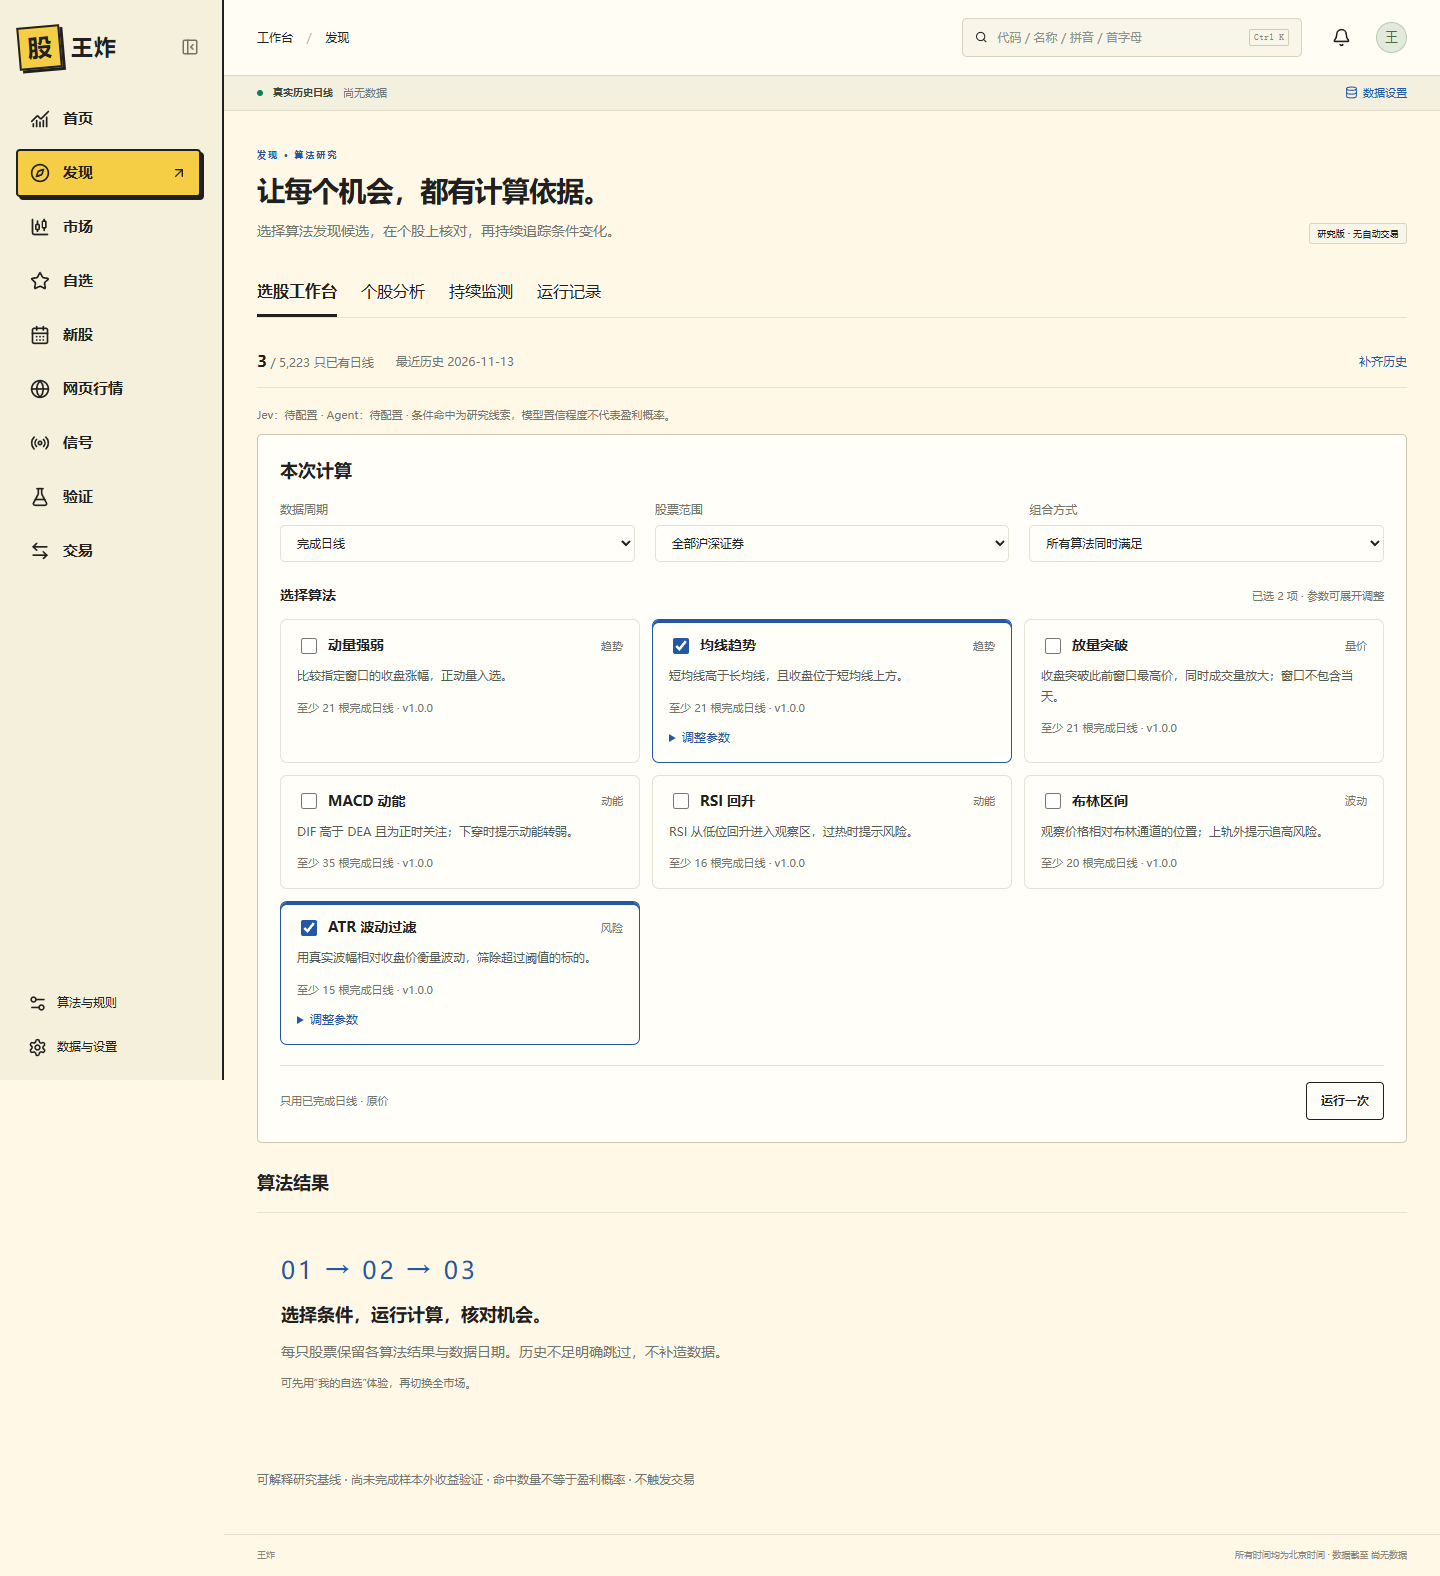 股 王炸
首页
发现
市场
自选
新股
网页行情
信号
验证
交易
算法与规则
数据与设置
工作台 / 发现
代码 / 名称 / 拼音 / 首字母 Ctrl K
王
真实历史日线 尚无数据
数据设置
发现 • 算法研究
让每个机会，都有计算依据。
选择算法发现候选，在个股上核对，再持续追踪条件变化。
研究版 · 无自动交易
选股工作台 个股分析 持续监测 运行记录
3 / 5,223 只已有日线 最近历史 2026-11-13 补齐历史
Jev：待配置 · Agent：待配置 · 条件命中为研究线索，模型置信程度不代表盈利概率。
本次计算
数据周期 股票范围 组合方式
完成日线 全部沪深证券 所有算法同时满足
选择算法 已选 2 项 · 参数可展开调整
动量强弱 趋势
比较指定窗口的收盘涨幅，正动量入选。
至少 21 根完成日线 · v1.0.0
均线趋势 趋势
短均线高于长均线，且收盘位于短均线上方。
至少 21 根完成日线 · v1.0.0
调整参数
放量突破 量价
收盘突破此前窗口最高价，同时成交量放大；窗口不包含当
天。
至少 21 根完成日线 · v1.0.0
MACD 动能 动能
DIF 高于 DEA 且为正时关注；下穿时提示动能转弱。
至少 35 根完成日线 · v1.0.0
RSI 回升 动能
RSI 从低位回升进入观察区，过热时提示风险。
至少 16 根完成日线 · v1.0.0
布林区间 波动
观察价格相对布林通道的位置；上轨外提示追高风险。
至少 20 根完成日线 · v1.0.0
ATR 波动过滤 风险
用真实波幅相对收盘价衡量波动，筛除超过阈值的标的。
至少 15 根完成日线 · v1.0.0
调整参数
只用已完成日线 · 原价
运行一次
算法结果
01 → 02 → 03
选择条件，运行计算，核对机会。
每只股票保留各算法结果与数据日期。历史不足明确跳过，不补造数据。
可先用“我的自选”体验，再切换全市场。
可解释研究基线 · 尚未完成样本外收益验证 · 命中数量不等于盈利概率 · 不触发交易
王炸
所有时间均为北京时间 · 数据截至 尚无数据